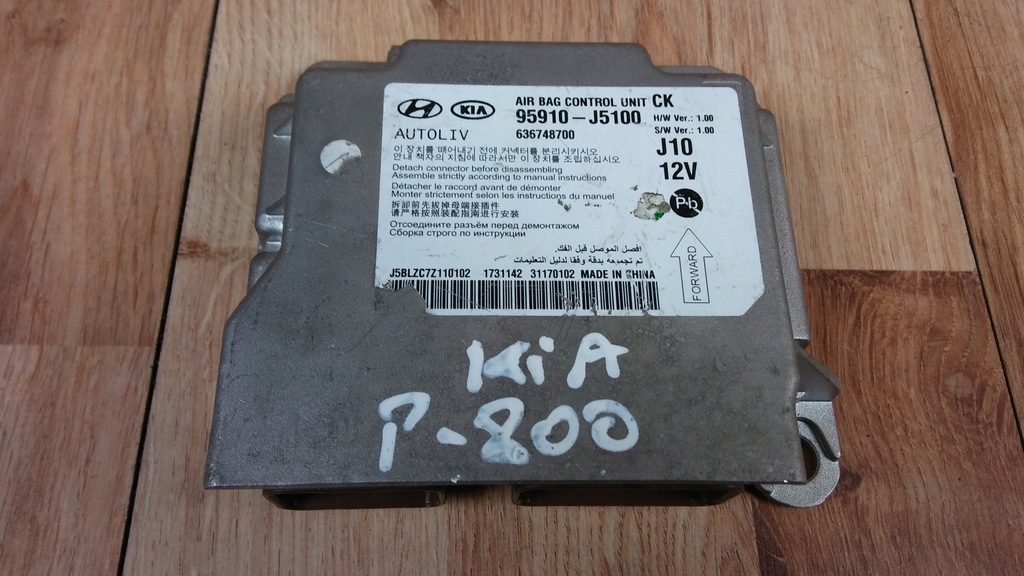 HYUNDAI KIA AIR BAG CONTROL UNIT CK
95910-J5100 H/W Ver.: 1.00
AUTOLIV 636748700 S/W Ver.: 1.00
J10
12V
이 장치를 떼어내기 전에 커넥터를 분리시키시오
안내 책자의 지침에 따라서만 이 장치를 조립하십시오
Detach connector before disassembling
Assemble strictly according to manual instructions
Détacher le raccord avant de démonter
Monter strictement selon les instructions du manuel
拆卸前先拔掉母端接插件
请严格按照装配指南进行安装
Отсоедините разъём перед демонтажом
Сборка строго по инструкции
Pb
افصل الموصل قبل الفك.
تم تجميعه بدقة وفقا لدليل التعليمات
FORWARD
J5BLZC7Z110102 1731142 31170102 MADE IN CHINA
KiA
P-800